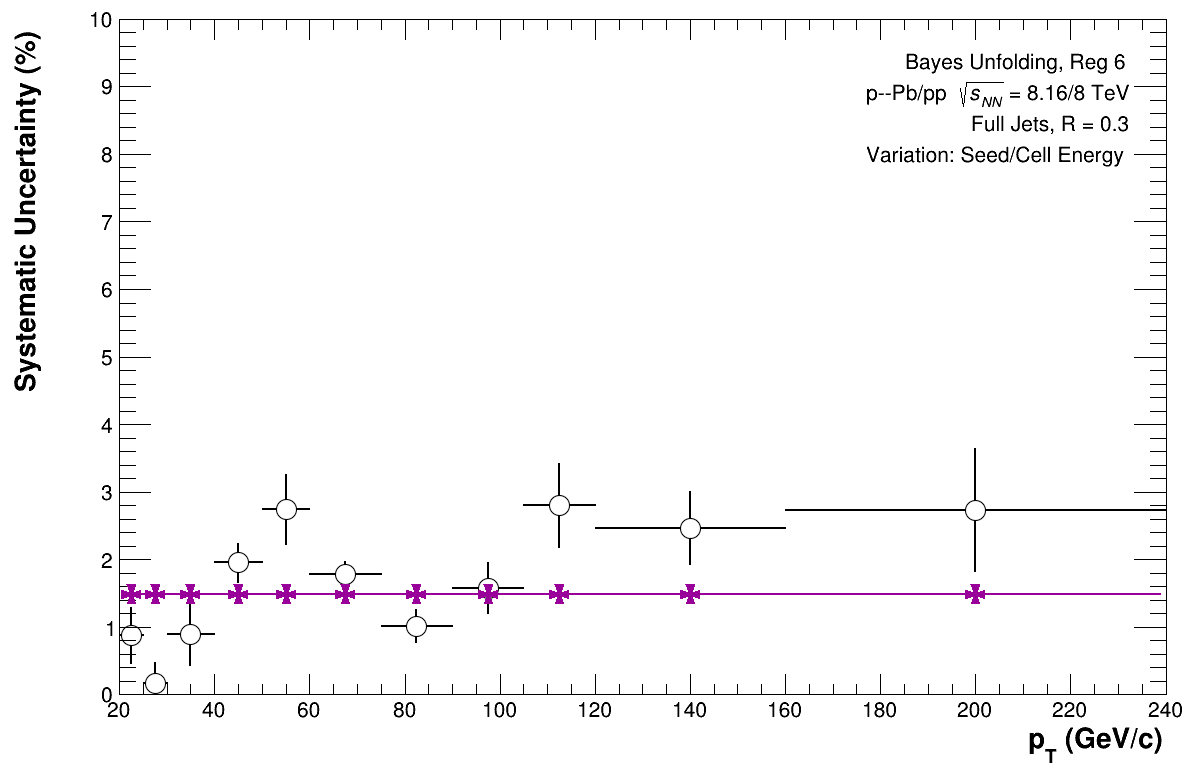 Systematic Uncertainty (%)
10
9
8
7
6
5
4
3
2
1
0
Bayes Unfolding, Reg 6
p--Pb/pp √sNN = 8.16/8 TeV
Full Jets, R = 0.3
Variation: Seed/Cell Energy
20 40 60 80 100 120 140 160 180 200 220 240
pT (GeV/c)